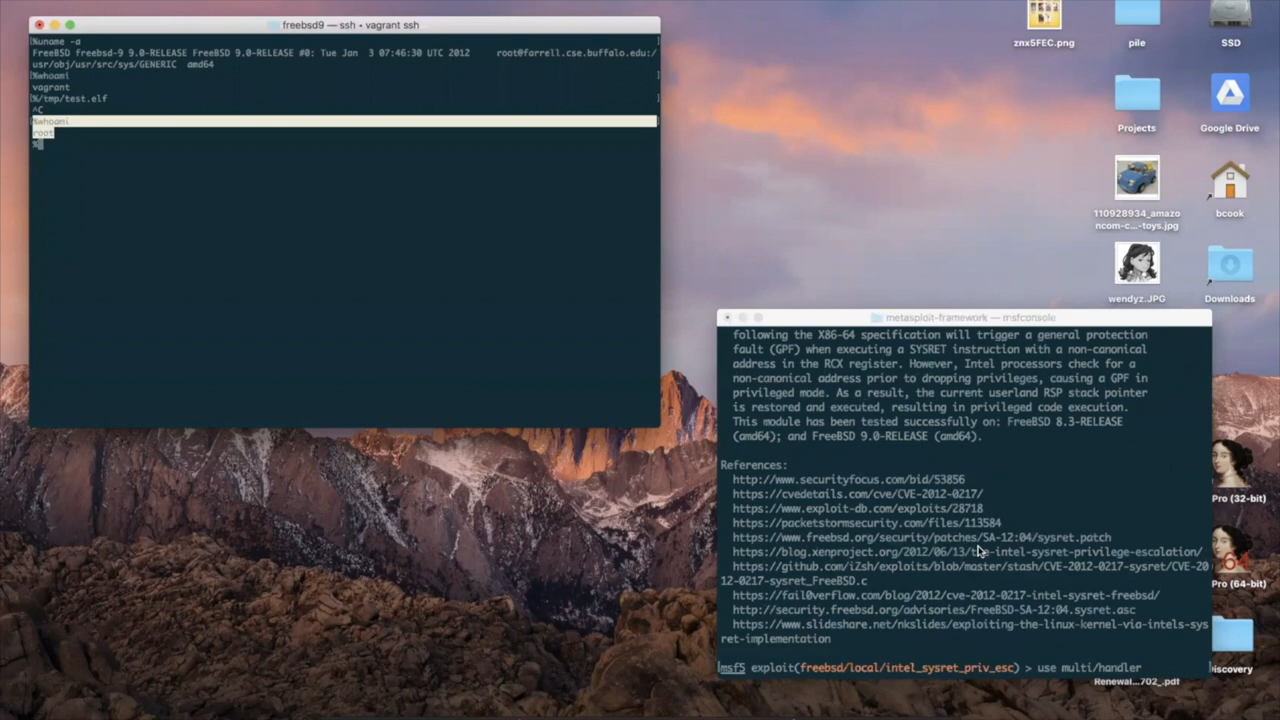 freebsd9 — ssh • vagrant ssh
%uname -a
FreeBSD freebsd-9 9.0-RELEASE FreeBSD 9.0-RELEASE #0: Tue Jan  3 07:46:30 UTC 2012     root@farrell.cse.buffalo.edu:/
usr/obj/usr/src/sys/GENERIC  amd64
%whoami
vagrant
%/tmp/test.elf
^C
%whoami
root
%
znx5FEC.png
pile
SSD
Projects
Google Drive
110928934_amazo
ncom-c...-toys.jpg
bcook
wendyz.JPG
Downloads
metasploit-framework — msfconsole
following the X86-64 specification will trigger a general protection
fault (GPF) when executing a SYSRET instruction with a non-canonical
address in the RCX register. However, Intel processors check for a
non-canonical address prior to dropping privileges, causing a GPF in
privileged mode. As a result, the current userland RSP stack pointer
is restored and executed, resulting in privileged code execution.
This module has been tested successfully on: FreeBSD 8.3-RELEASE
(amd64); and FreeBSD 9.0-RELEASE (amd64).
References:
http://www.securityfocus.com/bid/53856
https://cvedetails.com/cve/CVE-2012-0217/
https://www.exploit-db.com/exploits/28718
https://packetstormsecurity.com/files/113584
https://www.freebsd.org/security/patches/SA-12:04/sysret.patch
https://blog.xenproject.org/2012/06/13/the-intel-sysret-privilege-escalation/
https://github.com/iZsh/exploits/blob/master/stash/CVE-2012-0217-sysret/CVE-20
12-0217-sysret_FreeBSD.c
https://fail0verflow.com/blog/2012/cve-2012-0217-intel-sysret-freebsd/
http://security.freebsd.org/advisories/FreeBSD-SA-12:04.sysret.asc
https://www.slideshare.net/nkslides/exploiting-the-linux-kernel-via-intels-sys
ret-implementation
msf5 exploit(freebsd/local/intel_sysret_priv_esc) > use multi/handler
Pro (32-bit)
64
Pro (64-bit)
iscovery
Renewal...702_.pdf